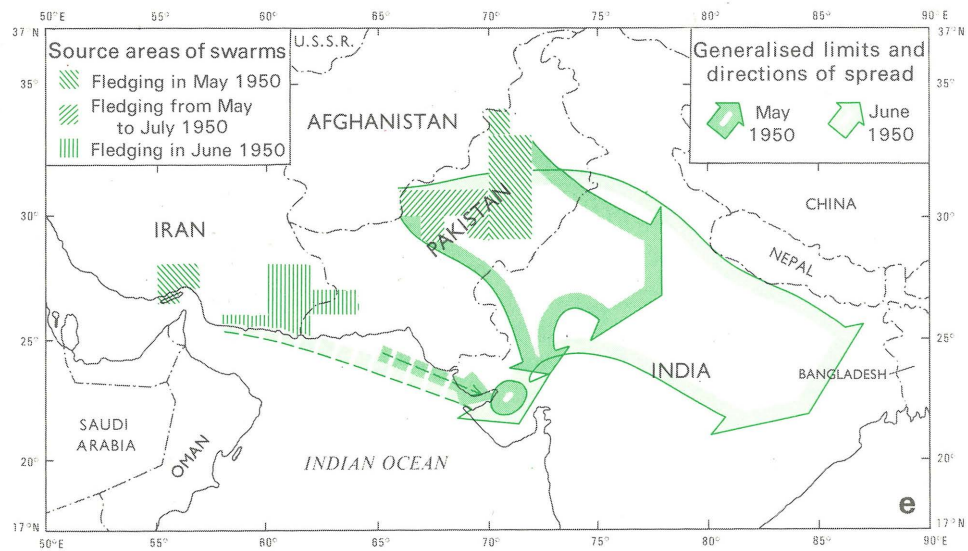 50°E 55° 60° 65° 70° 75° 80° 85° 90°E
37°N
37°N
Source areas of swarms
Fledging in May 1950
Fledging from May
to July 1950
Fledging in June 1950
U.S.S.R.
Generalised limits and
directions of spread
May
1950
June
1950
35°
35°
AFGHANISTAN
CHINA
30°
30°
IRAN
PAKISTAN
NEPAL
25°
25°
INDIA
BANGLADESH
SAUDI
ARABIA
OMAN
INDIAN OCEAN
20°
20°
e
17°N
17°N
50°E 55° 60° 65° 70° 75° 80° 85° 90°E